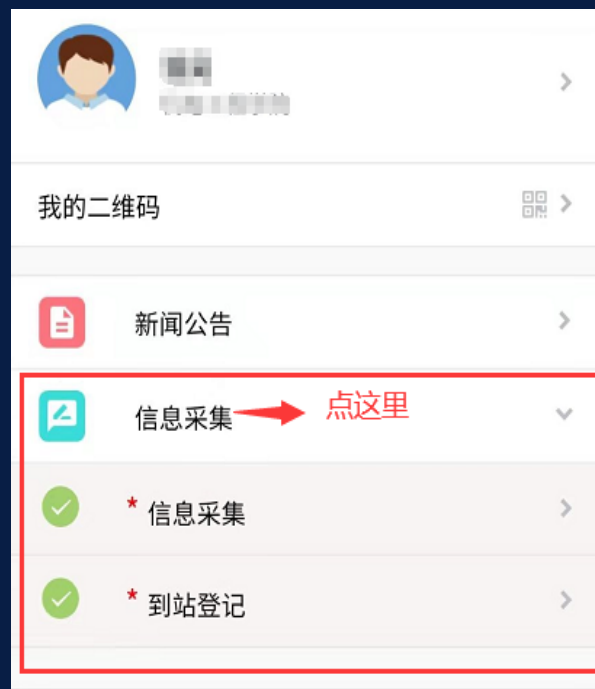 我的二维码
新闻公告
信息采集
点这里
* 信息采集
* 到站登记